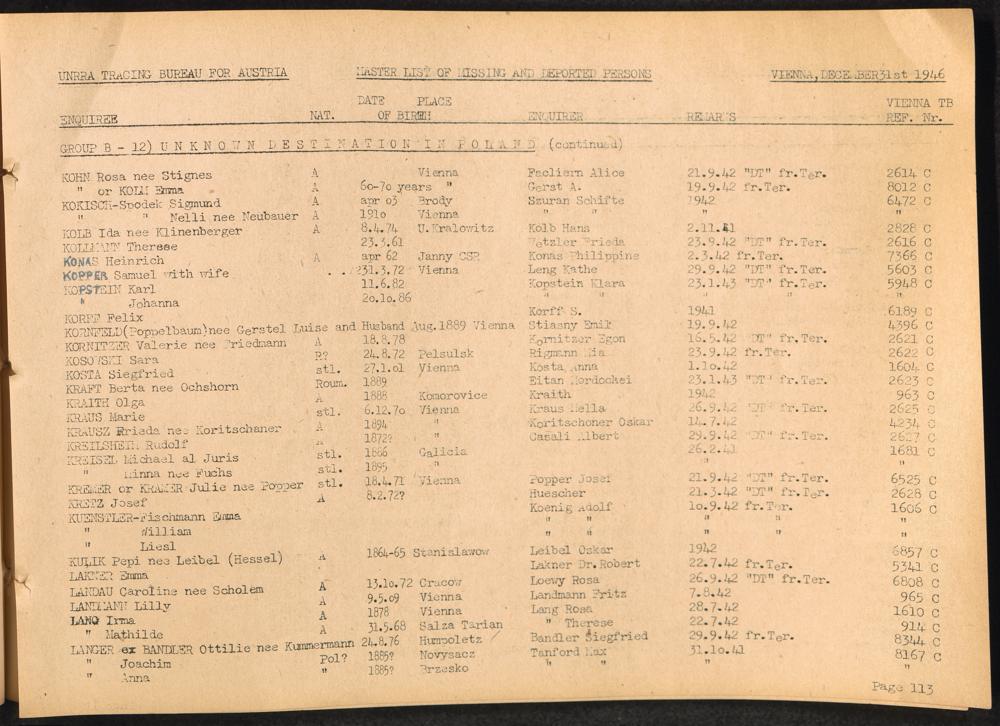 UNRRA TRACING BUREAU FOR AUSTRIA MASTER LIST OF MISSING AND DEPORTED PERSONS VIENNA, DECEMBER 31st 1946
DATE PLACE VIENNA TB
ENQUIREE NAT. OF BIRTH ENQUIRER REMARKS REF. Nr.
GROUP B - 12) UNKNOWN DESTINATION IN POLAND (continued)
KOHN Rosa nee Stignes A Vienna Facliern Alice 21.9.42 "DT" fr.Ter. 2614 C
" or KOLM Emma A 60-70 years " Gerst A. 19.9.42 fr.Ter. 8012 C
KOKISCH-Spodek Sigmund A apr 03 Brody Szuran Schifte 1942 6472 C
" " Nelli nee Neubauer A 1910 Vienna " " " "
KOLB Ida nee Klinenberger A 8.4.74 U.Kralowitz Kolb Hans 2.11.41 2828 C
KOLLMANN Therese 23.3.61 Wetzler Frieda 23.9.42 "DT" fr.Ter. 2616 C
KONAS Heinrich A apr 62 Janny CSR Konas Philippine 2.3.42 fr.Ter. 7366 C
KOPPER Samuel with wife ...?31.3.72 Vienna Leng Kathe 29.9.42 "DT" fr.Ter. 5603 C
KOPSTEIN Karl 11.6.82 Kopstein Klara 23.1.43 "DT" fr.Ter. 5948 C
" Johanna 20.10.86 " " " " "
KORFF Felix Korff S. 1941 6189 C
KORNFELD(Poppelbaum)nee Gerstel Luise and Husband Aug.1889 Vienna Stiasny Emil 19.9.42 4396 C
KORNITZER Valerie nee Friedmann A 18.8.78 Kornitzer Egon 16.5.42 "DT" fr.Ter. 2621 C
KOSOWSKI Sara R? 24.8.72 Pelsulsk Rigmann Mia 23.9.42 fr.Ter. 2622 C
KOSTA Siegfried stl. 27.1.01 Vienna Kosta Anna 1.10.42 1604 C
KRAFT Berta nee Ochshorn Roum. 1889 Eitan Mordochei 23.1.43 "DT" fr.Ter. 2623 C
KRAITH Olga A 1888 Komorovice Kraith 1942 963 C
KRAUS Marie stl. 6.12.70 Vienna Kraus Hella 26.9.42 "DT" fr.Ter. 2625 C
KRAUSZ Frieda nee Koritschaner A 1894 " Koritschoner Oskar 14.7.42 4234 C
KREILSHEIM Rudolf A 1872? Casali Albert 29.9.42 "DT" fr.Ter. 2627 C
KREISEL Michael al Juris stl. 1866 Galicia 26.2.41 1681 C
" Minna nee Fuchs stl. 1895 " " "
KREMER or KRAMER Julie nee Popper stl. 18.4.71 Vienna Popper Josef 21.9.42 "DT" fr.Ter. 6525 C
KRETZ Josef A 8.2.72? Huescher 21.3.42 "DT" fr.Ter. 2628 C
KUENSTLER-Fischmann Emma Koenig Adolf 10.9.42 fr.Ter. 1606 C
" William " " " " "
" Liesl " " " " "
KULIK Pepi nee Leibel (Hessel) A 1864-65 Stanislawow Leibel Oskar 1942 6857 C
LAKNER Emma Lakner Dr.Robert 22.7.42 fr.Ter. 5341 C
LANDAU Caroline nee Scholem A 13.10.72 Cracow Loewy Rosa 26.9.42 "DT" fr.Ter. 6808 C
LANDMANN Lilly A 9.5.09 Vienna Landmann Fritz 7.8.42 965 C
LANG Irma A 1878 Vienna Lang Rosa 28.7.42 1610 C
" Mathilde A 31.5.68 Salza Tarian " Therese 22.7.42 914 C
LANGER ex BANDLER Ottilie nee Kummermann 24.8.76 Humpoletz Bandler Siegfried 29.9.42 fr.Ter. 8344 C
" Joachim Pol? 1885? Novysacz Tanford Max 31.10.41 8167 C
" Anna " 1885? Brzesko " " " "
Page 113